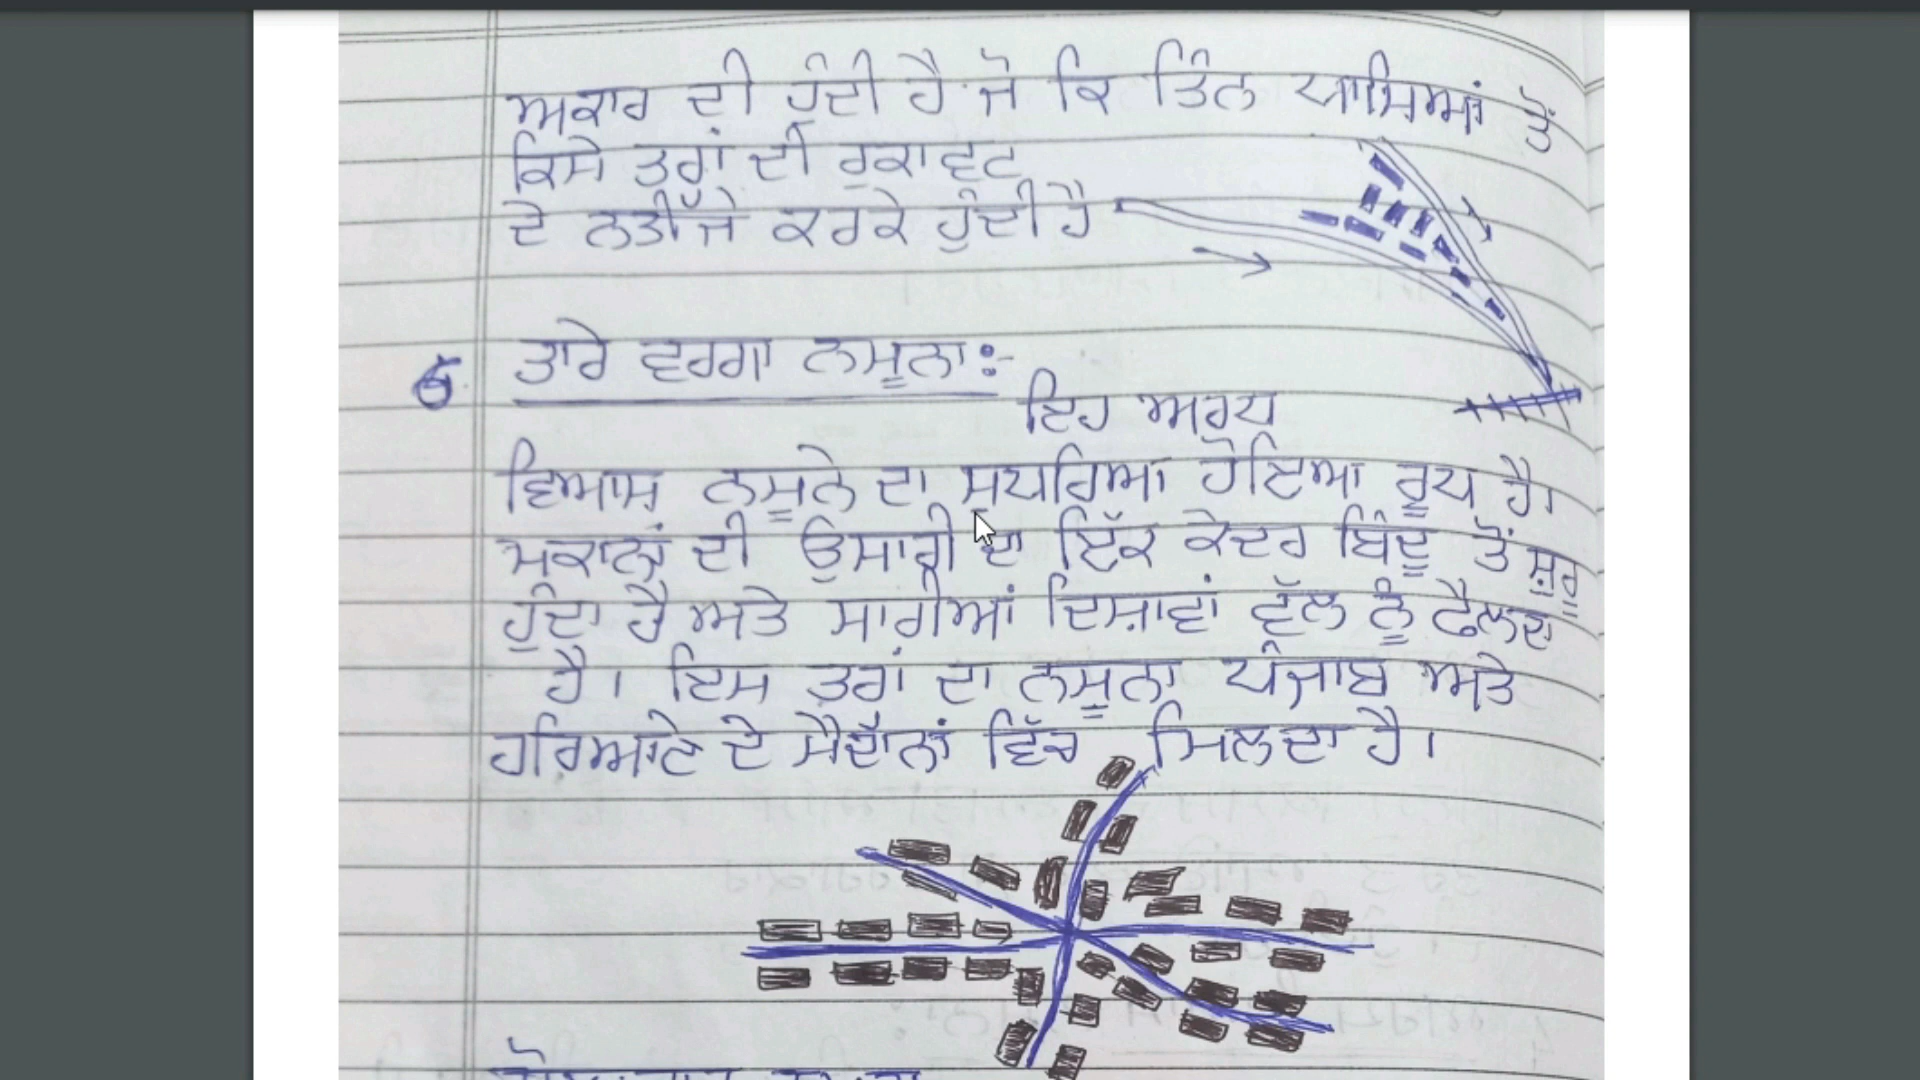 ਅਕਾਰ ਦੀ ਹੁੰਦੀ ਹੈ ਜੋ ਕਿ ਤਿੰਨ ਪਾਸਿਆਂ ਤੋਂ
ਕਿਸੇ ਤਰ੍ਹਾਂ ਦੀ ਰੁਕਾਵਟ
ਦੇ ਨਤੀੱਜੇ ਕਰਕੇ ਹੁੰਦੀ ਹੈ
6 ਤਾਰੇ ਵਰਗਾ ਨਮੂਨਾ:-
ਇਹ ਅਰਧ
ਵਿਆਸ ਨਮੂਨੇ ਦਾ ਸੁਧਰਿਆ ਹੋਇਆ ਰੂਪ ਹੈ।
ਮਕਾਨਾਂ ਦੀ ਉਸਾਰੀ ਦਾ ਇੱਕ ਕੇਂਦਰ ਬਿੰਦੂ ਤੋਂ ਸ਼ੁਰੂ
ਹੁੰਦਾ ਹੈ ਅਤੇ ਸਾਰੀਆਂ ਦਿਸ਼ਾਵਾਂ ਵੱਲ ਨੂੰ ਫੈਲਦਾ
ਹੈ। ਇਸ ਤਰਾਂ ਦਾ ਨਮੂਨਾ ਪੰਜਾਬ ਅਤੇ
ਹਰਿਆਣੇ ਦੇ ਮੈਦਾਨਾਂ ਵਿੱਚ ਮਿਲਦਾ ਹੈ।